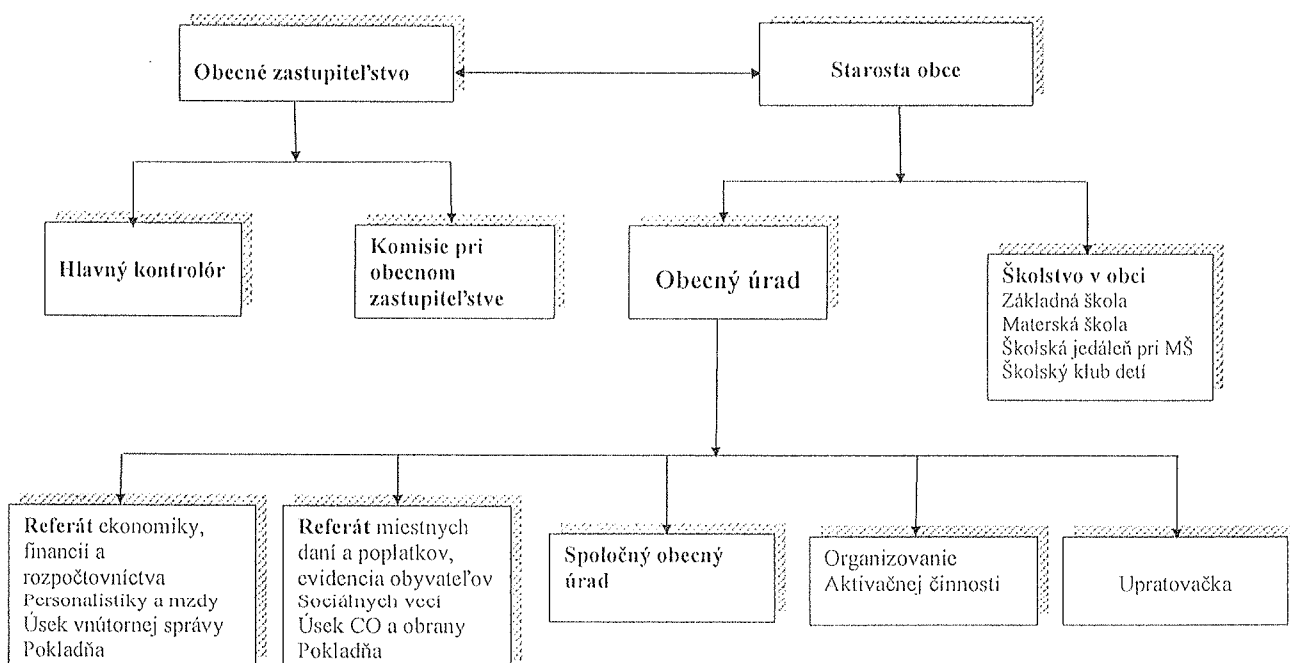 Obecné zastupiteľstvo
Starosta obce
Hlavný kontrolór
Komisie pri
obecnom
zastupiteľstve
Obecný úrad
Školstvo v obci
Základná škola
Materská škola
Školská jedáleň pri MŠ
Školský klub detí
Referát ekonomiky,
financií a
rozpočtovníctva
Personalistiky a mzdy
Úsek vnútornej správy
Pokladňa
Referát miestnych
daní a poplatkov,
evidencia obyvateľov
Sociálnych vecí
Úsek CO a obrany
Pokladňa
Spoločný obecný
úrad
Organizovanie
Aktivačnej činnosti
Upratovačka